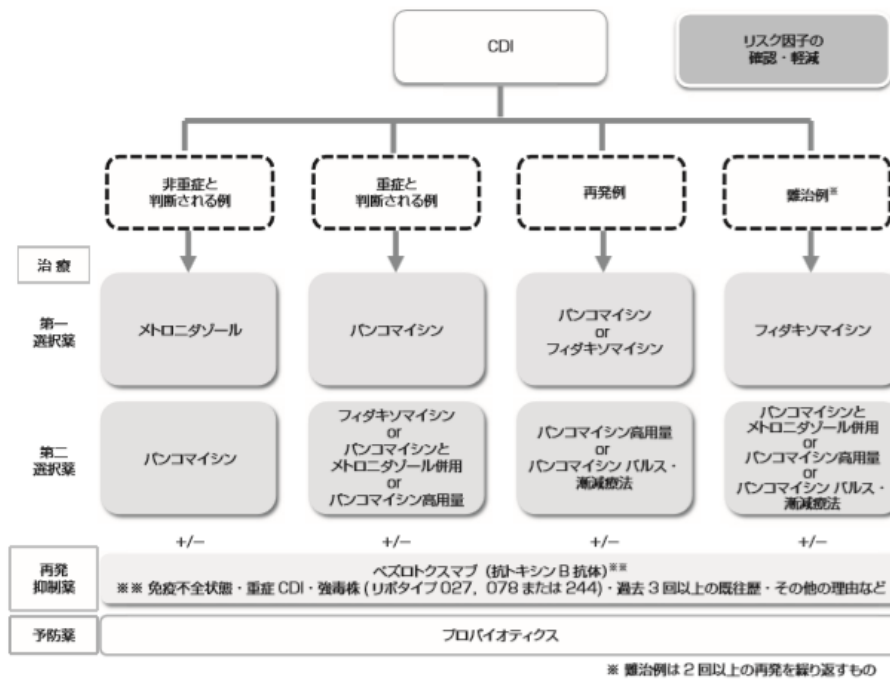 CDI
リスク因子の
確認・軽減
非重症と
判断される例
重症と
判断される例
再発例
難治例※
治療
第一
選択薬
メトロニダゾール
バンコマイシン
バンコマイシン
or
フィダキソマイシン
フィダキソマイシン
第二
選択薬
バンコマイシン
フィダキソマイシン
or
バンコマイシンと
メトロニダゾール併用
or
バンコマイシン高用量
バンコマイシン高用量
or
バンコマイシン パルス・
漸減療法
バンコマイシンと
メトロニダゾール併用
or
バンコマイシン高用量
or
バンコマイシン パルス・
漸減療法
+/−
+/−
+/−
+/−
再発
抑制薬
ベズロトクスマブ（抗トキシンB抗体）※※
※※ 免疫不全状態・重症 CDI・強毒株（リボタイプ 027，078 または 244）・過去 3 回以上の既往歴・その他の理由など
予防薬
プロバイオティクス
※ 難治例は 2 回以上の再発を繰り返すもの